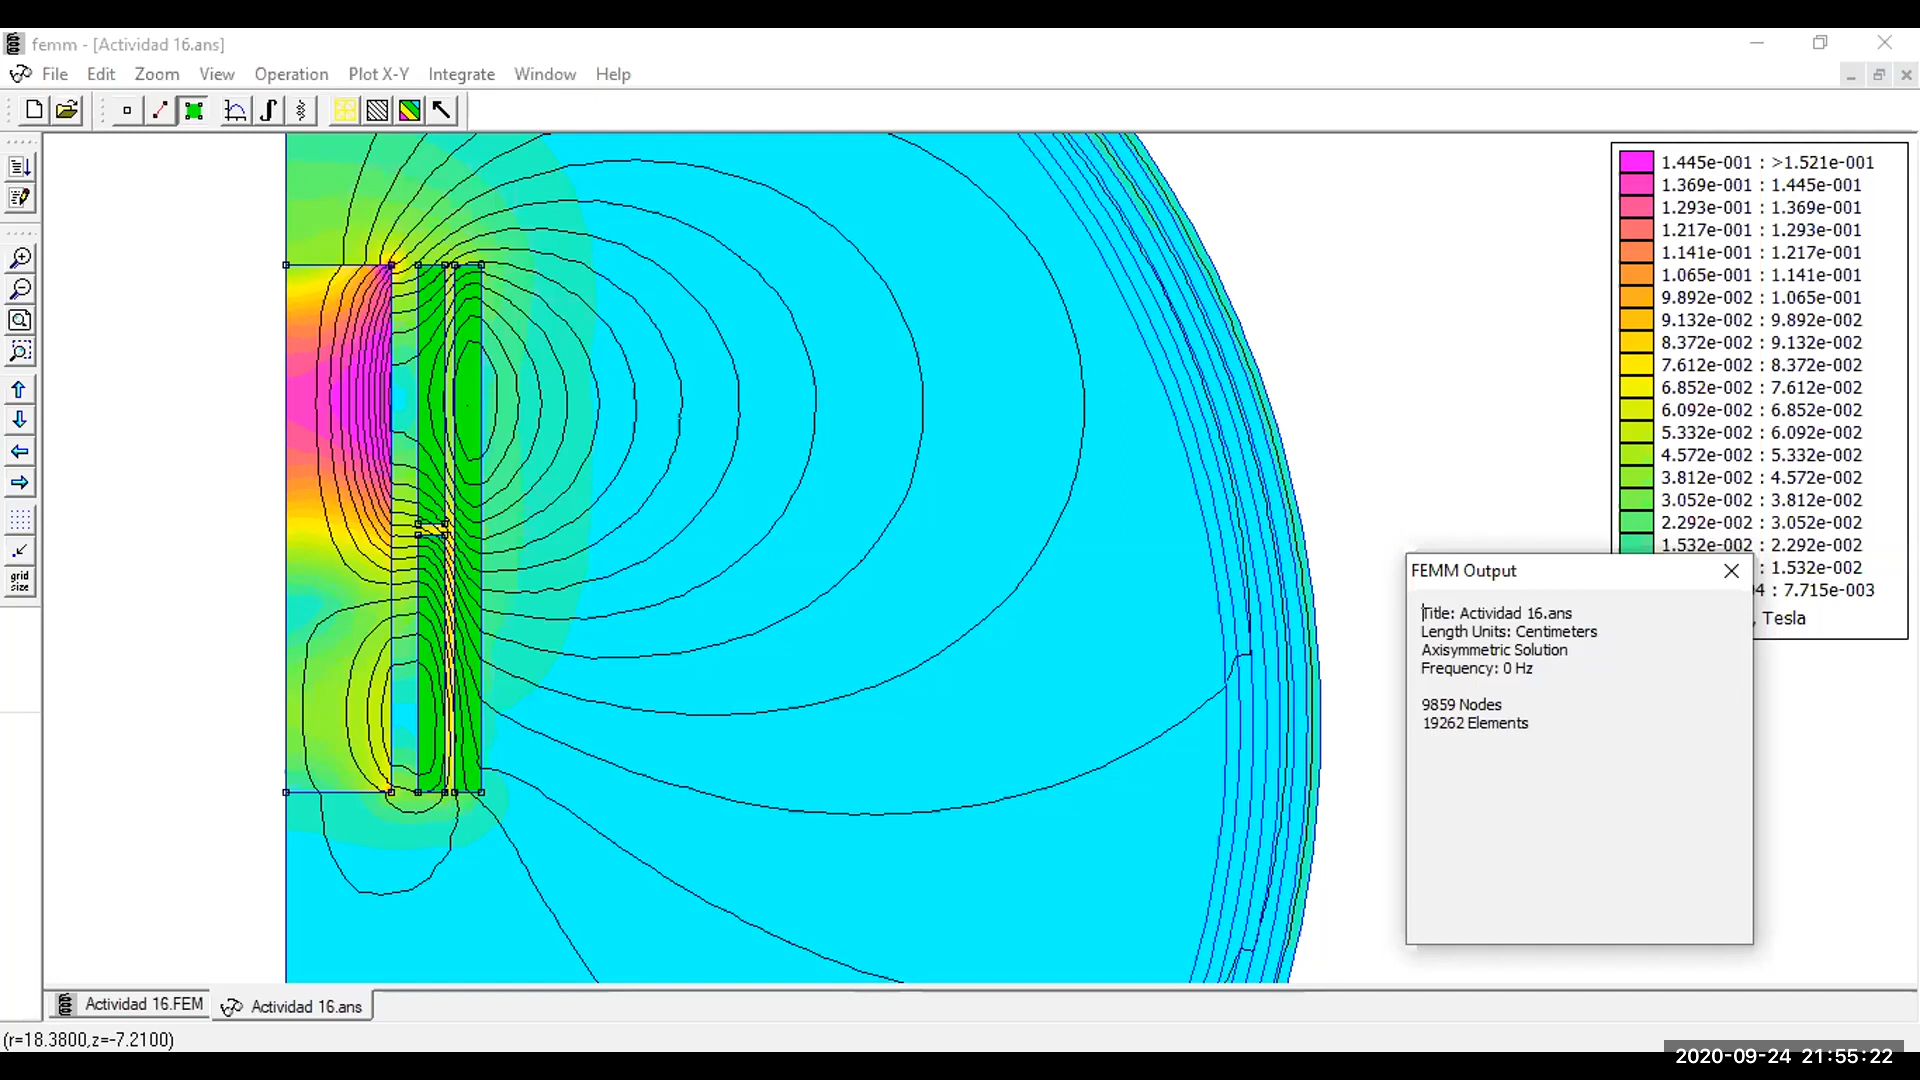 femm - [Actividad 16.ans]
File Edit Zoom View Operation Plot X-Y Integrate Window Help
grid
size
1.445e-001 : >1.521e-001
1.369e-001 : 1.445e-001
1.293e-001 : 1.369e-001
1.217e-001 : 1.293e-001
1.141e-001 : 1.217e-001
1.065e-001 : 1.141e-001
9.892e-002 : 1.065e-001
9.132e-002 : 9.892e-002
8.372e-002 : 9.132e-002
7.612e-002 : 8.372e-002
6.852e-002 : 7.612e-002
6.092e-002 : 6.852e-002
5.332e-002 : 6.092e-002
4.572e-002 : 5.332e-002
3.812e-002 : 4.572e-002
3.052e-002 : 3.812e-002
2.292e-002 : 3.052e-002
1.532e-002 : 2.292e-002
: 1.532e-002
4 : 7.715e-003
, Tesla
FEMM Output
Title: Actividad 16.ans
Length Units: Centimeters
Axisymmetric Solution
Frequency: 0 Hz
9859 Nodes
19262 Elements
Actividad 16.FEM
Actividad 16.ans
(r=18.3800,z=-7.2100)
2020-09-24 21:55:22